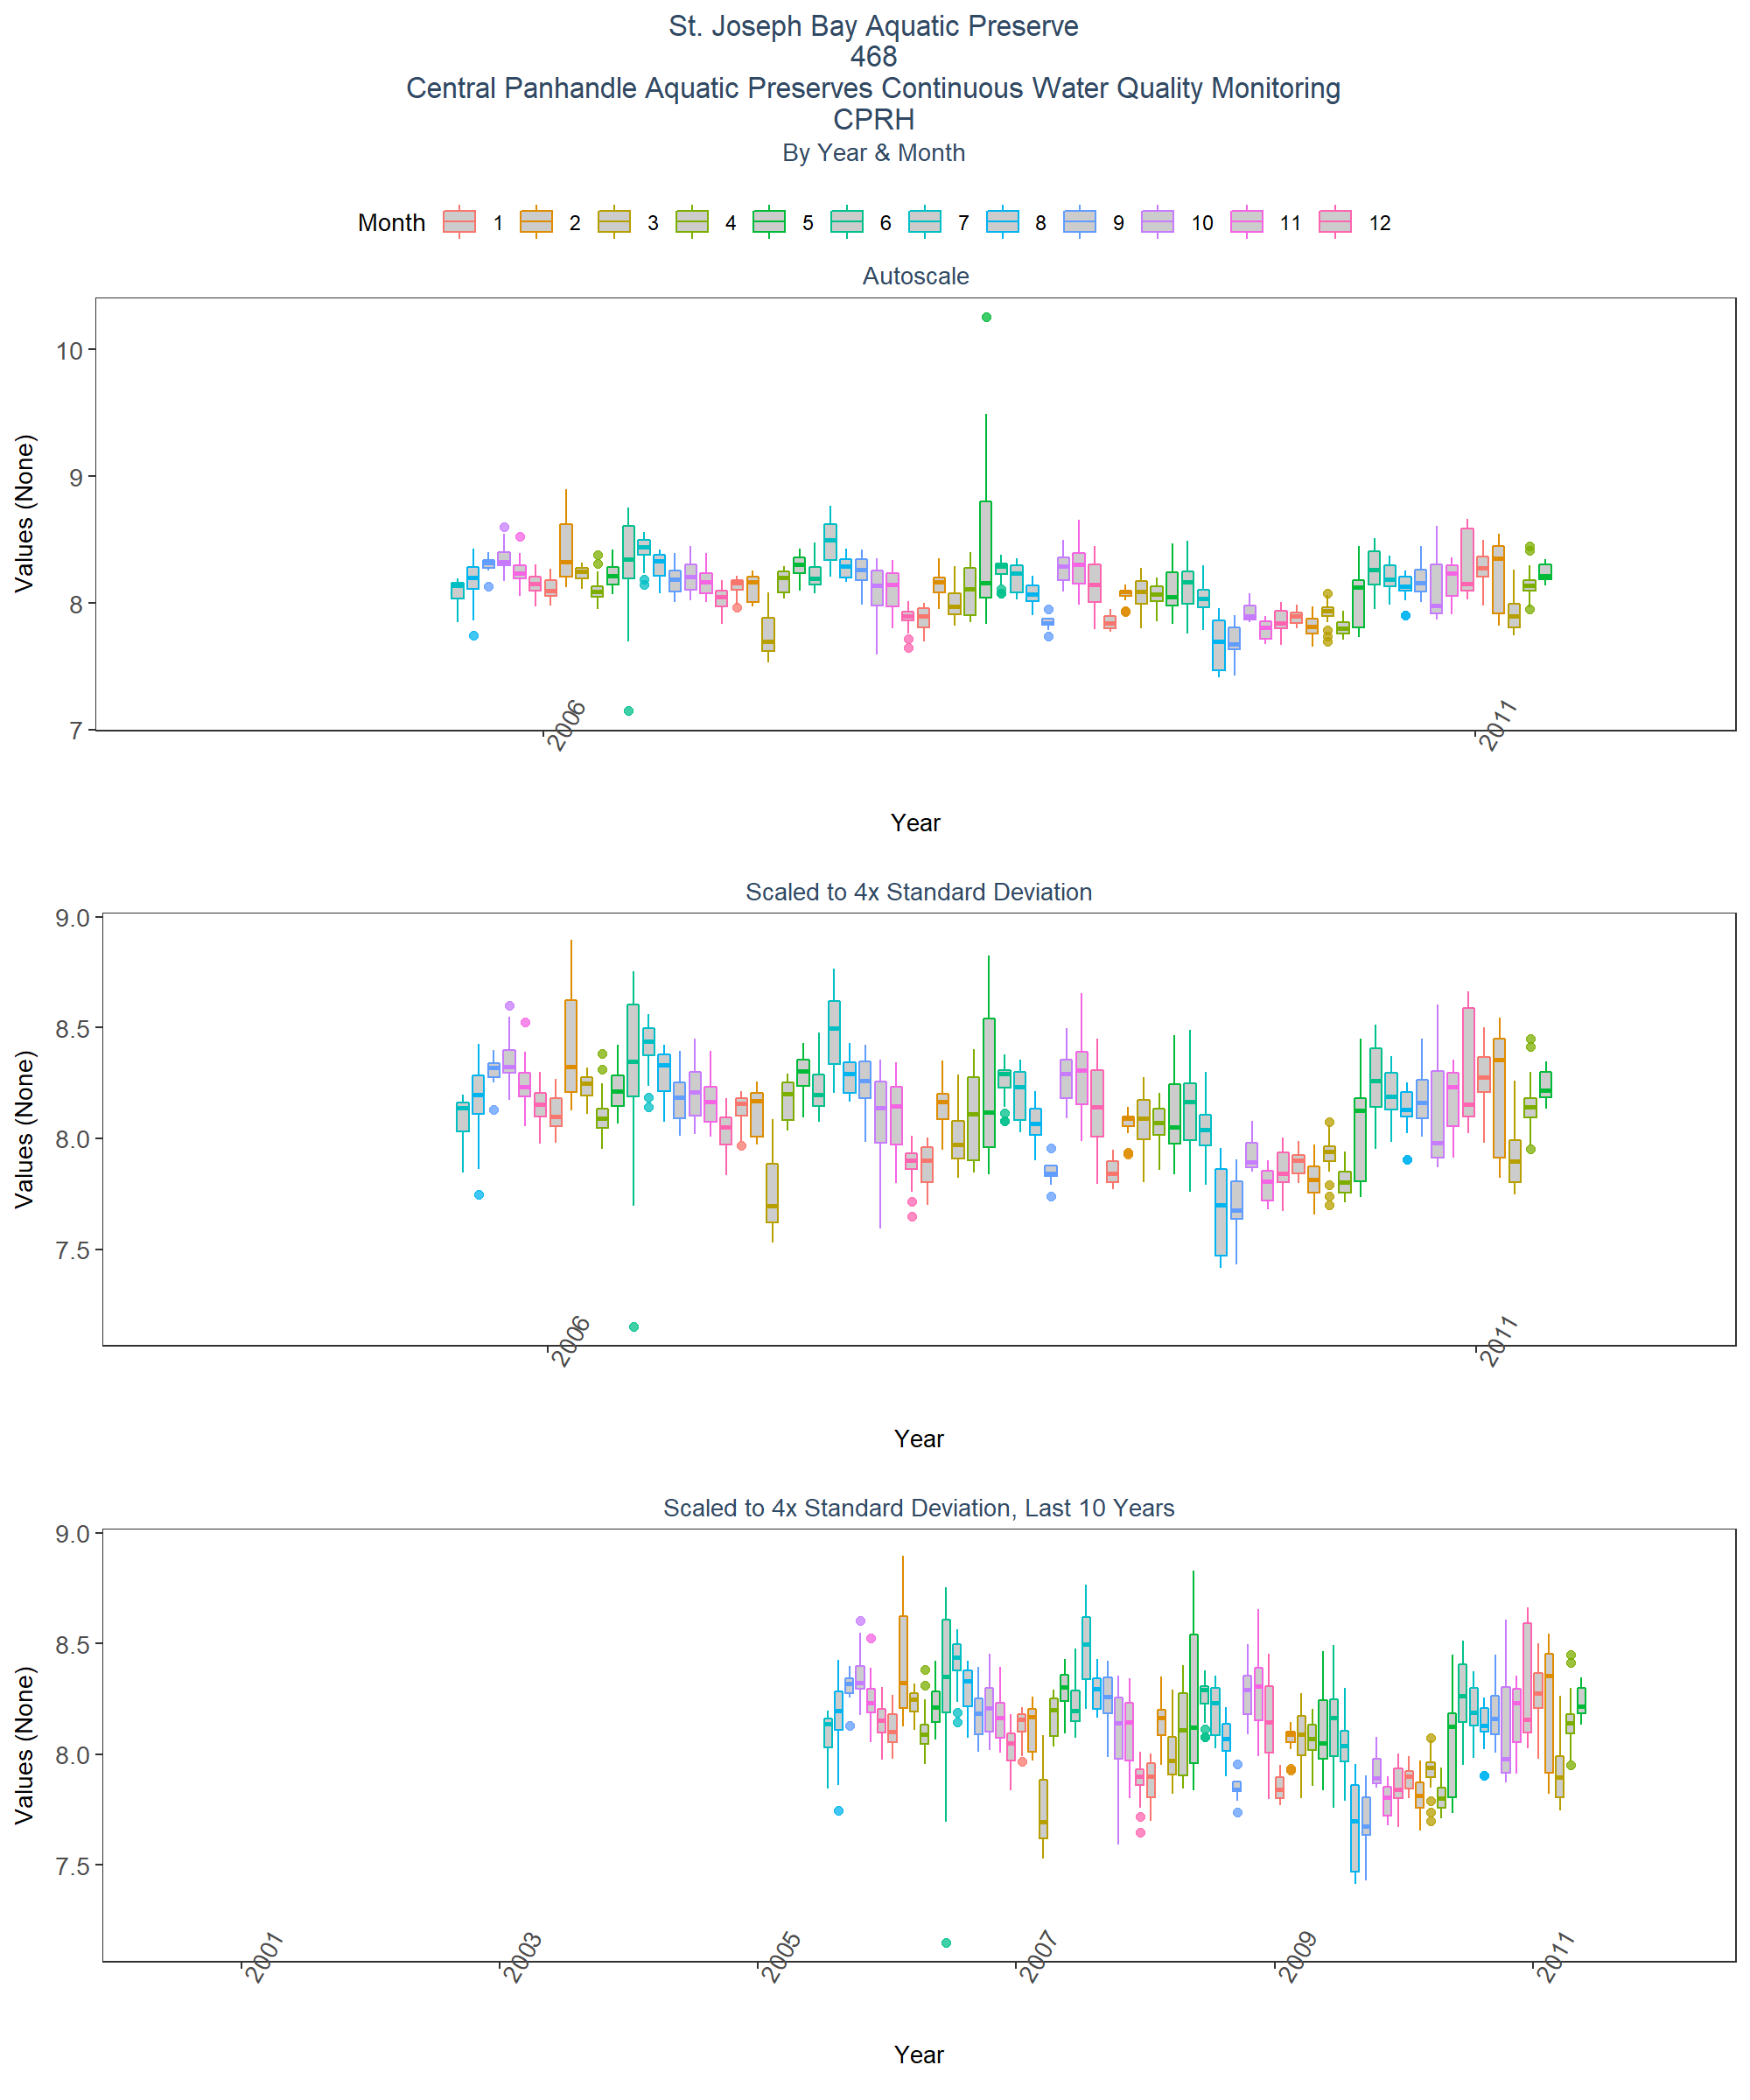 St. Joseph Bay Aquatic Preserve
468
Central Panhandle Aquatic Preserves Continuous Water Quality Monitoring
CPRH
By Year & Month
Month 1 2 3 4 5 6 7 8 9 10 11 12
Autoscale
Values (None)
10
9
8
7
2006 2011
Year
Scaled to 4x Standard Deviation
Values (None)
9.0
8.5
8.0
7.5
2006 2011
Year
Scaled to 4x Standard Deviation, Last 10 Years
Values (None)
9.0
8.5
8.0
7.5
2001 2003 2005 2007 2009 2011
Year